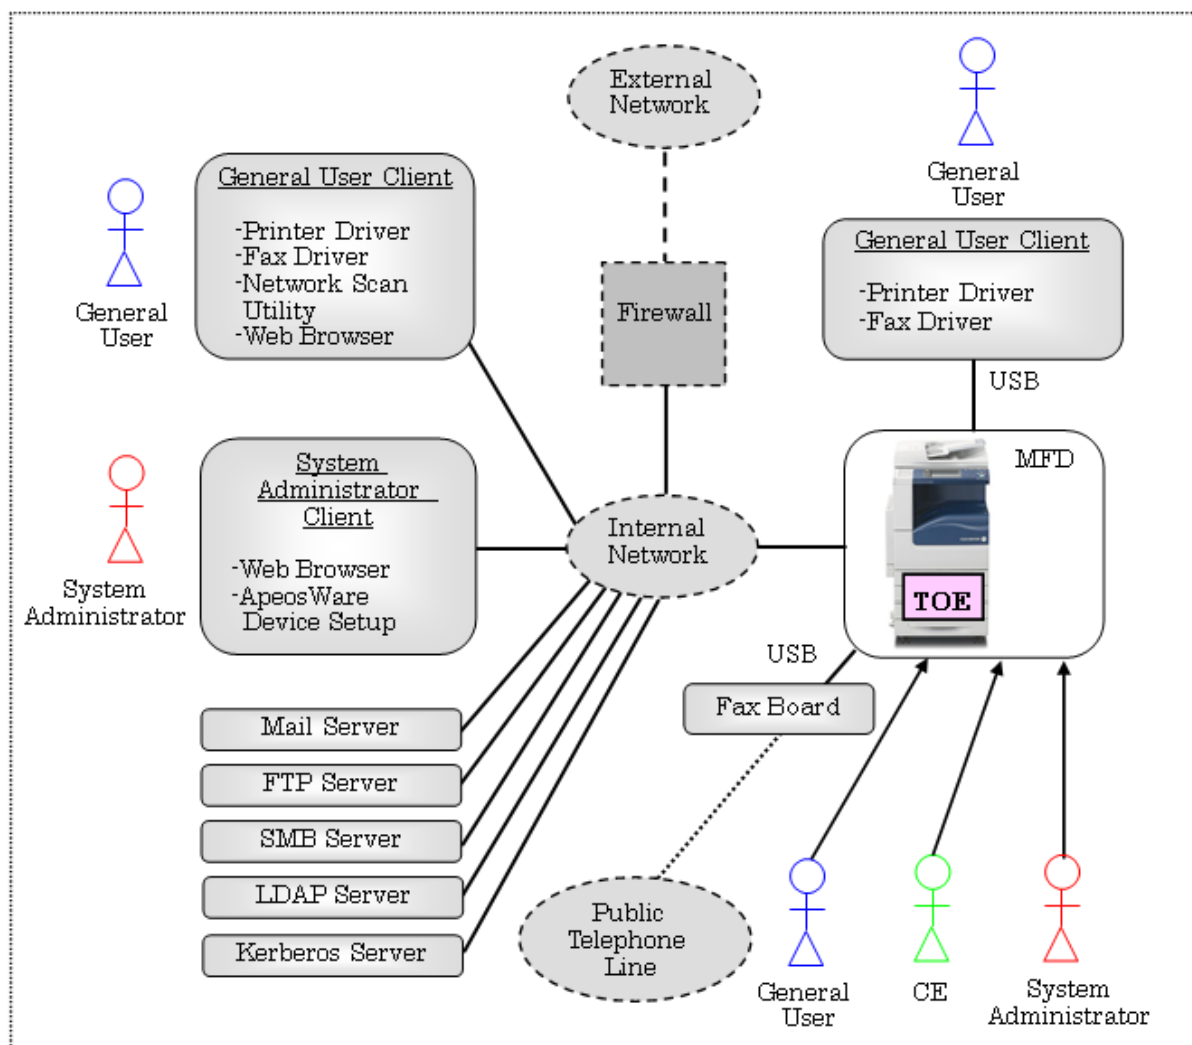 External
Network
General
User
General User Client
-Printer Driver
-Fax Driver
-Network Scan
Utility
-Web Browser
General
User
General User Client
-Printer Driver
-Fax Driver
Firewall
USB
System
Administrator
Client
-Web Browser
-ApeosWare
Device Setup
System
Administrator
Internal
Network
MFD
TOE
USB
Fax Board
Mail Server
FTP Server
SMB Server
LDAP Server
Kerberos Server
Public
Telephone
Line
General
User
CE
System
Administrator